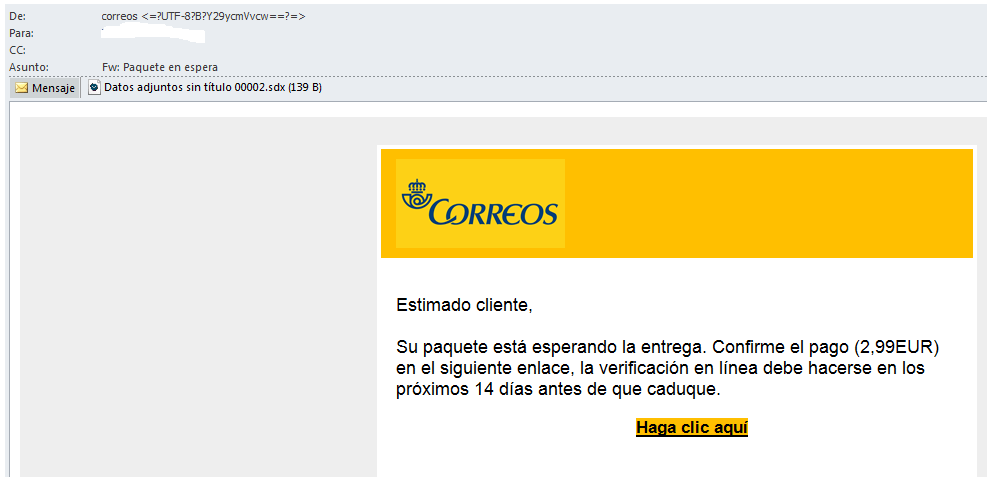 De: correos <=?UTF-8?B?Y29ycmVvcw==?=>
Para:
CC:
Asunto: Fw: Paquete en espera
Mensaje Datos adjuntos sin título 00002.sdx (139 B)
CORREOS
Estimado cliente,
Su paquete está esperando la entrega. Confirme el pago (2,99EUR)
en el siguiente enlace, la verificación en línea debe hacerse en los
próximos 14 días antes de que caduque.
Haga clic aquí